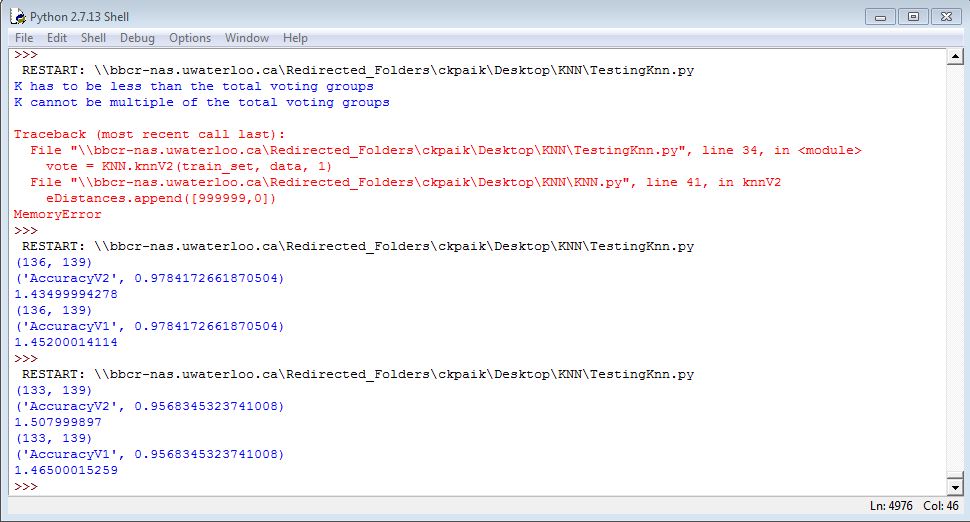 Python 2.7.13 Shell
File Edit Shell Debug Options Window Help
>>>
RESTART: \\bbcr-nas.uwaterloo.ca\Redirected_Folders\ckpaik\Desktop\KNN\TestingKnn.py
K has to be less than the total voting groups
K cannot be multiple of the total voting groups
Traceback (most recent call last):
  File "\\bbcr-nas.uwaterloo.ca\Redirected_Folders\ckpaik\Desktop\KNN\TestingKnn.py", line 34, in <module>
    vote = KNN.knnV2(train_set, data, 1)
  File "\\bbcr-nas.uwaterloo.ca\Redirected_Folders\ckpaik\Desktop\KNN\KNN.py", line 41, in knnV2
    eDistances.append([999999,0])
MemoryError
>>>
RESTART: \\bbcr-nas.uwaterloo.ca\Redirected_Folders\ckpaik\Desktop\KNN\TestingKnn.py
(136, 139)
('AccuracyV2', 0.9784172661870504)
1.43499994278
(136, 139)
('AccuracyV1', 0.9784172661870504)
1.45200014114
>>>
RESTART: \\bbcr-nas.uwaterloo.ca\Redirected_Folders\ckpaik\Desktop\KNN\TestingKnn.py
(133, 139)
('AccuracyV2', 0.9568345323741008)
1.507999897
(133, 139)
('AccuracyV1', 0.9568345323741008)
1.46500015259
>>>
Ln: 4976 Col: 46